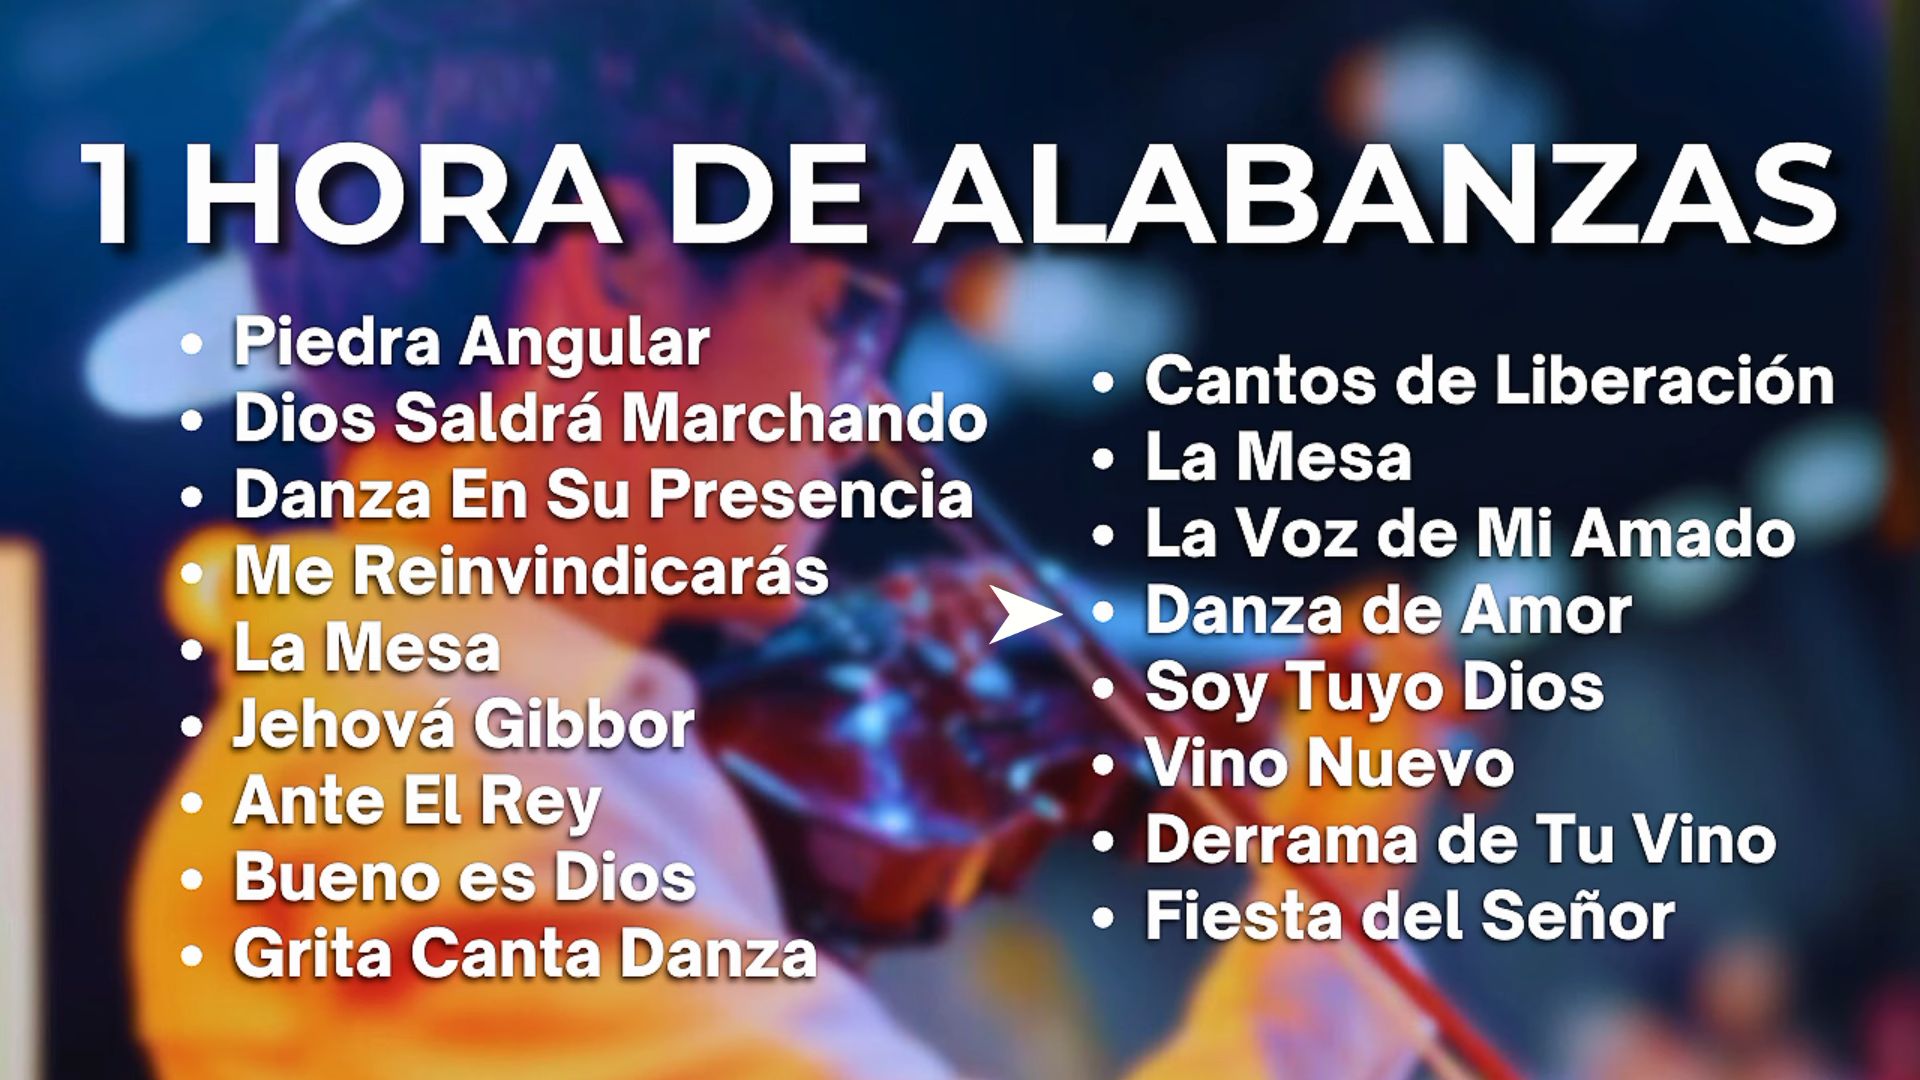 1 HORA DE ALABANZAS
• Piedra Angular
• Dios Saldrá Marchando
• Danza En Su Presencia
• Me Reinvindicarás
• La Mesa
• Jehová Gibbor
• Ante El Rey
• Bueno es Dios
• Grita Canta Danza
• Cantos de Liberación
• La Mesa
• La Voz de Mi Amado
• Danza de Amor
• Soy Tuyo Dios
• Vino Nuevo
• Derrama de Tu Vino
• Fiesta del Señor